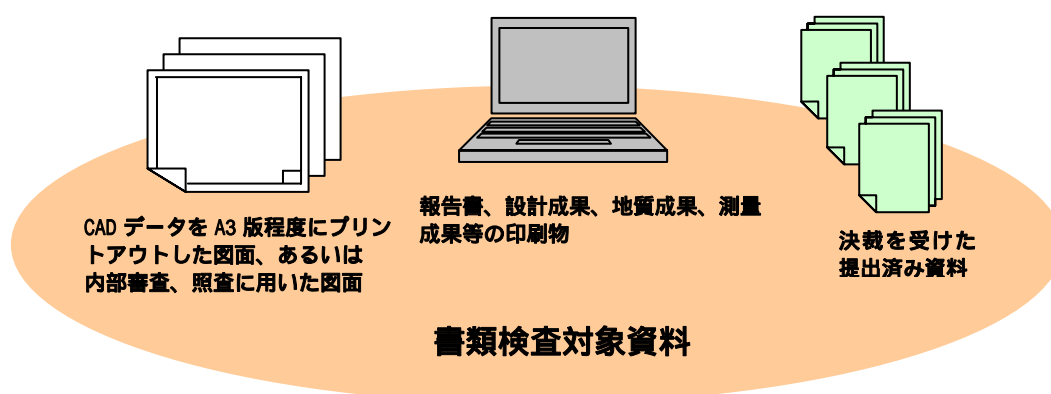 CAD データを A3 版程度にプリン
トアウトした図面、あるいは
内部審査、照査に用いた図面
報告書、設計成果、地質成果、測量
成果等の印刷物
決裁を受けた
提出済み資料
書類検査対象資料